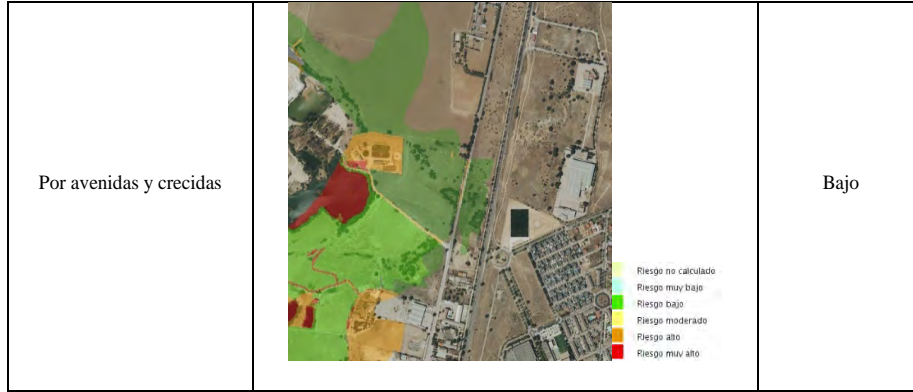 Por avenidas y crecidas
Bajo
Riesgo no calculado
Riesgo muy bajo
Riesgo bajo
Riesgo moderado
Riesgo alto
Riesgo muy alto